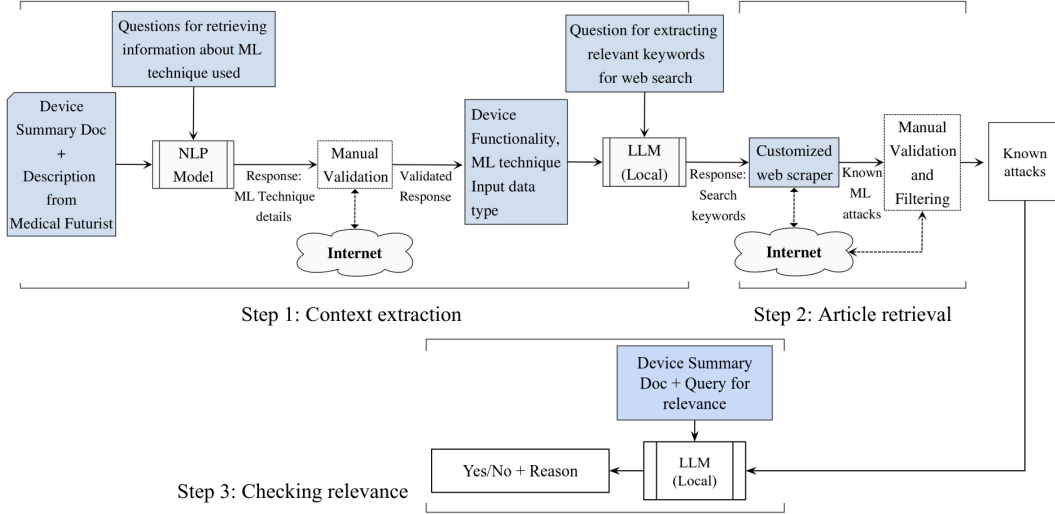 Questions for retrieving
information about ML
technique used
Question for extracting
relevant keywords
for web search
Device
Summary Doc
+
Description
from
Medical Futurist
NLP
Model
Response:
ML Technique
details
Manual
Validation
Internet
Validated
Response
Device
Functionality,
ML technique
Input data
type
LLM
(Local)
Response:
Search
keywords
Customized
web scraper
Internet
Known
ML
attacks
Manual
Validation
and
Filtering
Known
attacks
Step 1: Context extraction
Step 2: Article retrieval
Device Summary
Doc + Query for
relevance
LLM
(Local)
Yes/No + Reason
Step 3: Checking relevance